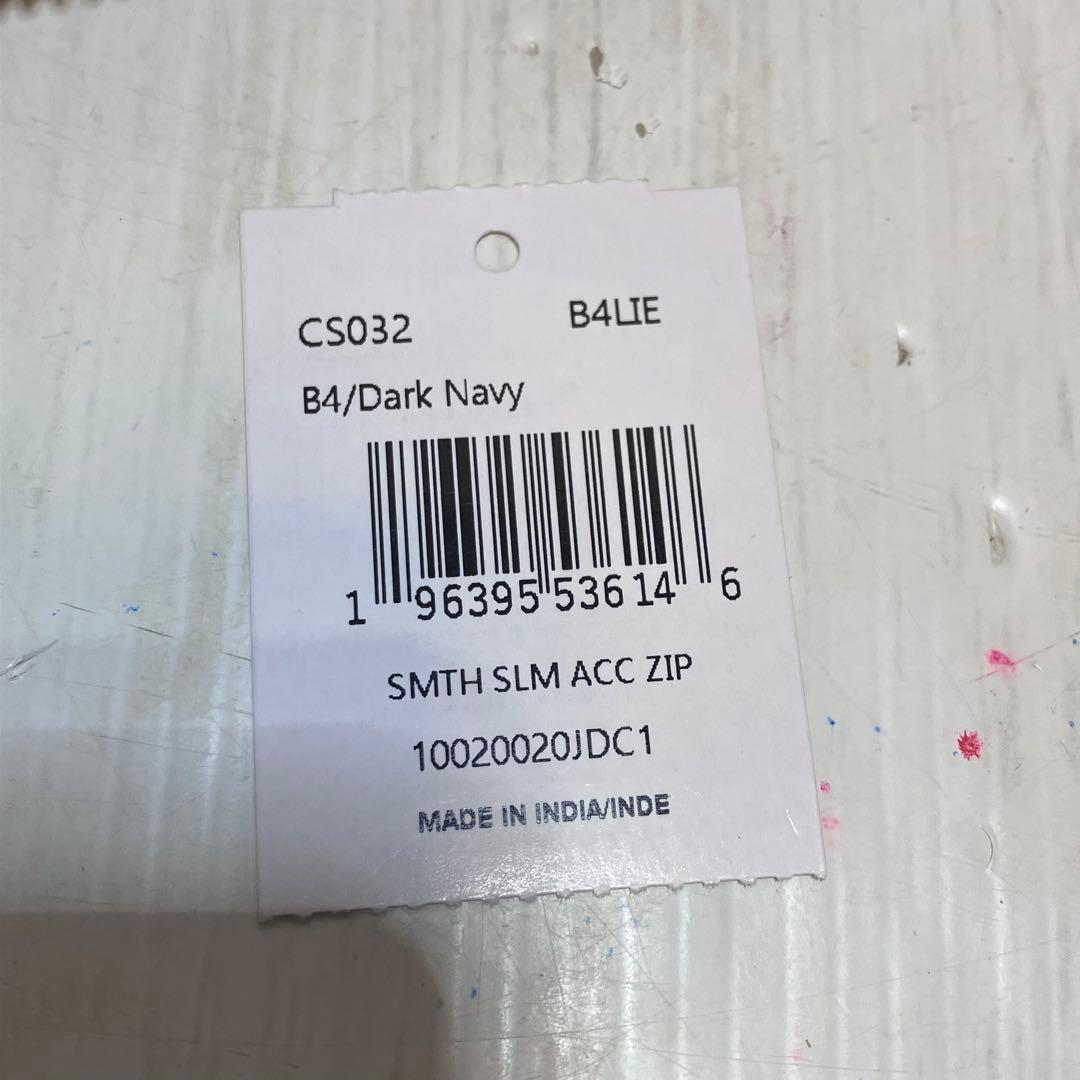 CS032 B4LIE
B4/Dark Navy
1 96395 53614 6
SMTH SLM ACC ZIP
10020020JDC1
MADE IN INDIA/INDE